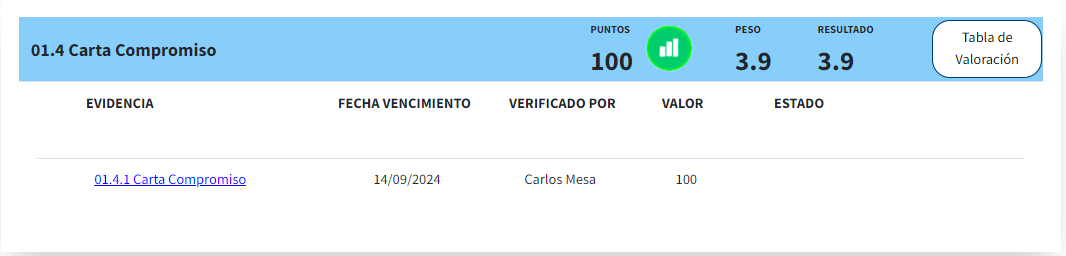 01.4 Carta Compromiso
PUNTOS
100
PESO
3.9
RESULTADO
3.9
Tabla de
Valoración
EVIDENCIA FECHA VENCIMIENTO VERIFICADO POR VALOR ESTADO
01.4.1 Carta Compromiso 14/09/2024 Carlos Mesa 100